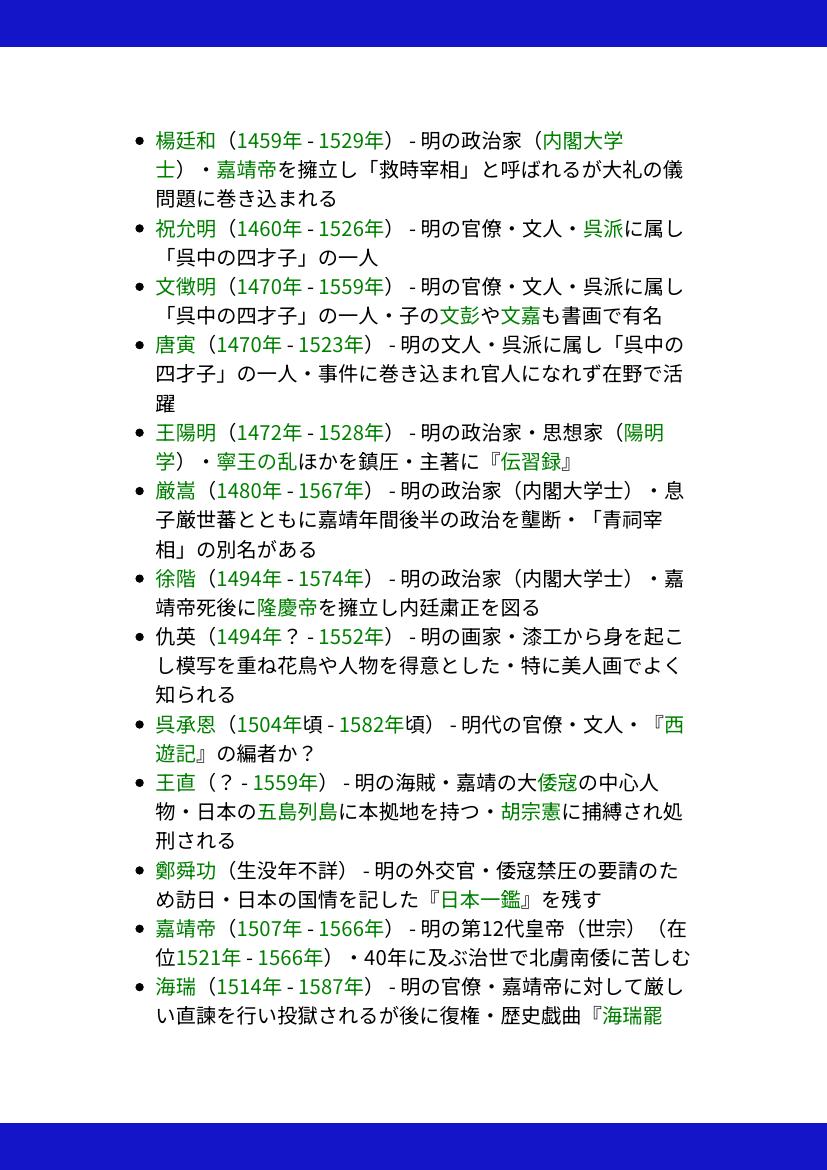 • 楊廷和（1459年 - 1529年） - 明の政治家（内閣大学
士）・嘉靖帝を擁立し「救時宰相」と呼ばれるが大礼の儀
問題に巻き込まれる
• 祝允明（1460年 - 1526年） - 明の官僚・文人・呉派に属し
「呉中の四才子」の一人
• 文徴明（1470年 - 1559年） - 明の官僚・文人・呉派に属し
「呉中の四才子」の一人・子の文彭や文嘉も書画で有名
• 唐寅（1470年 - 1523年） - 明の文人・呉派に属し「呉中の
四才子」の一人・事件に巻き込まれ官人になれず在野で活
躍
• 王陽明（1472年 - 1528年） - 明の政治家・思想家（陽明
学）・寧王の乱ほかを鎮圧・主著に『伝習録』
• 厳嵩（1480年 - 1567年） - 明の政治家（内閣大学士）・息
子厳世蕃とともに嘉靖年間後半の政治を壟断・「青祠宰
相」の別名がある
• 徐階（1494年 - 1574年） - 明の政治家（内閣大学士）・嘉
靖帝死後に隆慶帝を擁立し内廷粛正を図る
• 仇英（1494年？ - 1552年） - 明の画家・漆工から身を起こ
し模写を重ね花鳥や人物を得意とした・特に美人画でよく
知られる
• 呉承恩（1504年頃 - 1582年頃） - 明代の官僚・文人・『西
遊記』の編者か？
• 王直（？ - 1559年） - 明の海賊・嘉靖の大倭寇の中心人
物・日本の五島列島に本拠地を持つ・胡宗憲に捕縛され処
刑される
• 鄭舜功（生没年不詳） - 明の外交官・倭寇禁圧の要請のた
め訪日・日本の国情を記した『日本一鑑』を残す
• 嘉靖帝（1507年 - 1566年） - 明の第12代皇帝（世宗）（在
位1521年 - 1566年）・40年に及ぶ治世で北虜南倭に苦しむ
• 海瑞（1514年 - 1587年） - 明の官僚・嘉靖帝に対して厳し
い直諫を行い投獄されるが後に復権・歴史戯曲『海瑞罷